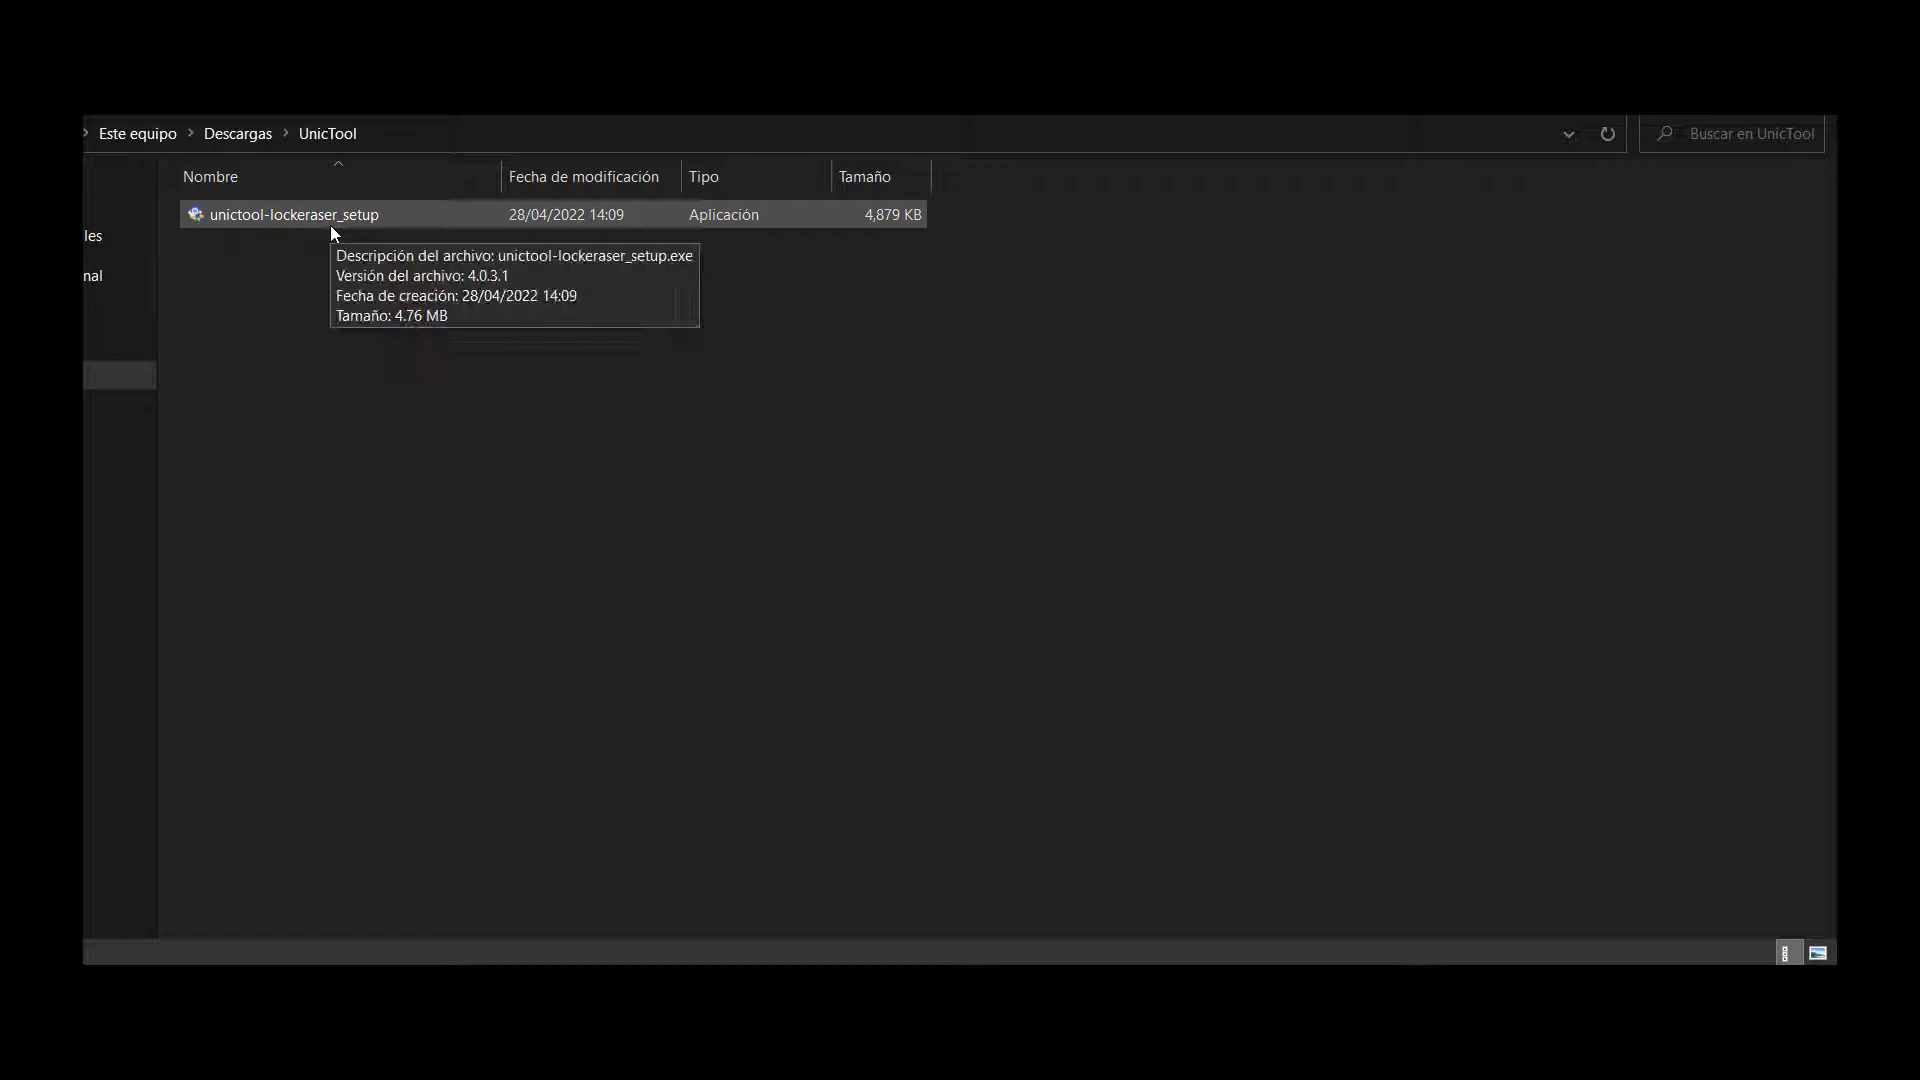 Este equipo > Descargas > UnicTool
Buscar en UnicTool
Nombre Fecha de modificación Tipo Tamaño
unictool-lockeraser_setup 28/04/2022 14:09 Aplicación 4,879 KB
les
Descripción del archivo: unictool-lockeraser_setup.exe
nal
Versión del archivo: 4.0.3.1
Fecha de creación: 28/04/2022 14:09
Tamaño: 4.76 MB